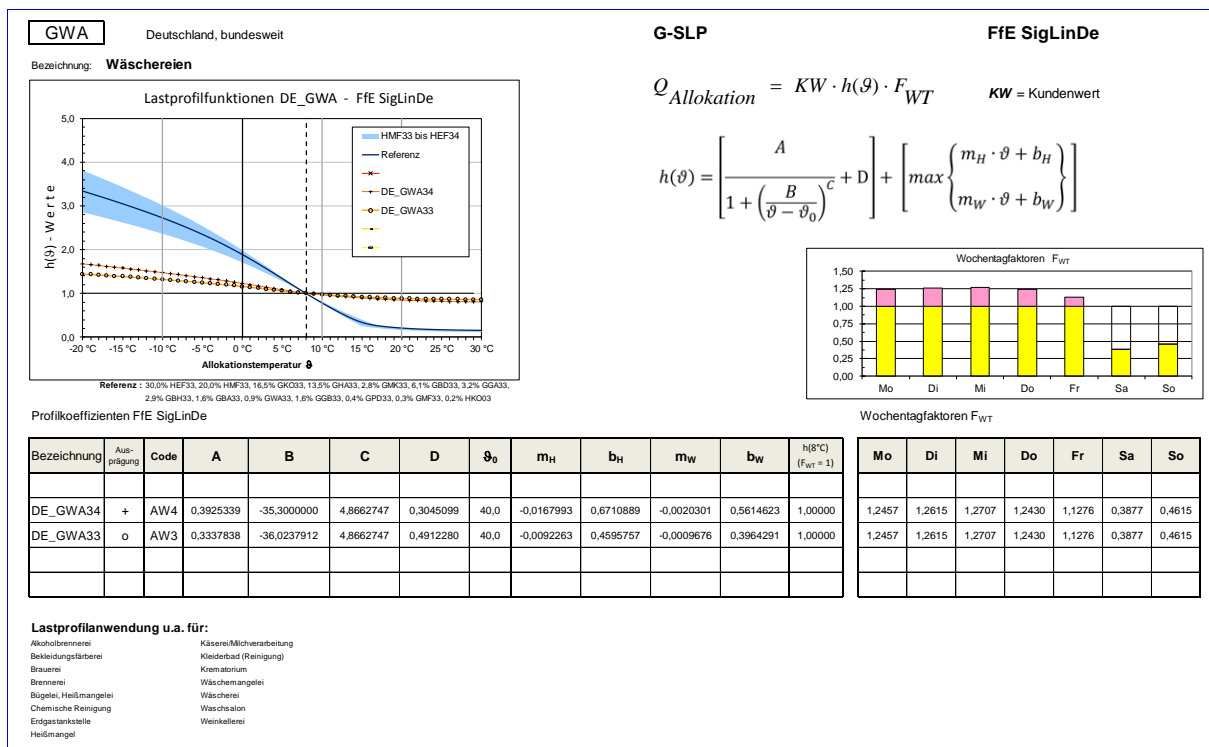 GWA
Deutschland, bundesweit
G-SLP
FfE SigLinDe
Bezeichnung: Wäschereien
Lastprofilfunktionen DE_GWA - FfE SigLinDe
5,0
4,0
3,0
2,0
1,0
0,0
h(ϑ) - Werte
-20 °C -15 °C -10 °C -5 °C 0 °C 5 °C 10 °C 15 °C 20 °C 25 °C 30 °C
Allokationstemperatur ϑ
HMF33 bis HEF34
Referenz
DE_GWA34
DE_GWA33
Referenz : 30,0% HEF33, 20,0% HMF33, 16,5% GKO33, 13,5% GHA33, 2,8% GMK33, 6,1% GBD33, 3,2% GGA33,
2,9% GBH33, 1,6% GBA33, 0,9% GWA33, 1,6% GGB33, 0,4% GPD33, 0,3% GMF33, 0,2% HKO03
Q_Allokation = KW · h(ϑ) · F_WT
KW = Kundenwert
h(ϑ) = [A / (1 + (B / (ϑ − ϑ₀))^C) + D] + [max {m_H · ϑ + b_H; m_W · ϑ + b_W}]
Wochentagfaktoren F_WT
1,50
1,25
1,00
0,75
0,50
0,25
0,00
Mo Di Mi Do Fr Sa So
Profilkoeffizienten FfE SigLinDe
Wochentagfaktoren F_WT
Bezeichnung Aus-prägung Code A B C D ϑ₀ m_H b_H m_W b_W h(8°C) (F_WT = 1) Mo Di Mi Do Fr Sa So
DE_GWA34 + AW4 0,3925339 -35,3000000 4,8662747 0,3045099 40,0 -0,0167993 0,6710889 -0,0020301 0,5614623 1,00000 1,2457 1,2615 1,2707 1,2430 1,1276 0,3877 0,4615
DE_GWA33 o AW3 0,3337838 -36,0237912 4,8662747 0,4912280 40,0 -0,0092263 0,4595757 -0,0009676 0,3964291 1,00000 1,2457 1,2615 1,2707 1,2430 1,1276 0,3877 0,4615
Lastprofilanwendung u.a. für:
Alkoholbrennerei
Bekleidungsfärberei
Brauerei
Brennerei
Bügelei, Heißmangelei
Chemische Reinigung
Erdgastankstelle
Heißmangel
Käserei/Milchverarbeitung
Kleiderbad (Reinigung)
Krematorium
Wäschemangelei
Wäscherei
Waschsalon
Weinkellerei